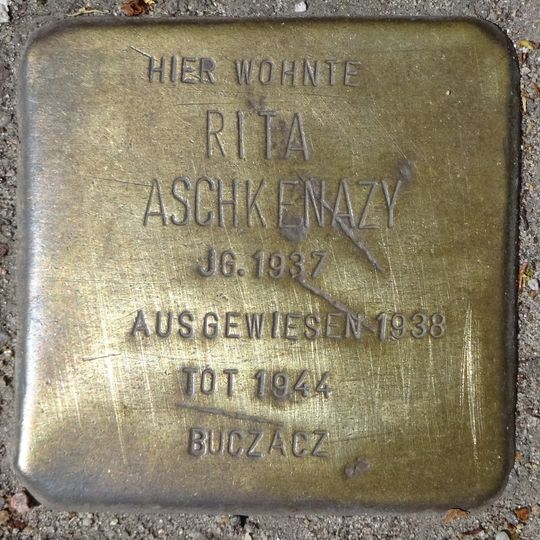 HIER WOHNTE
RITA
ASCHKENAZY
JG. 1937
AUSGEWIESEN 1938
TOT 1944
BUCZACZ